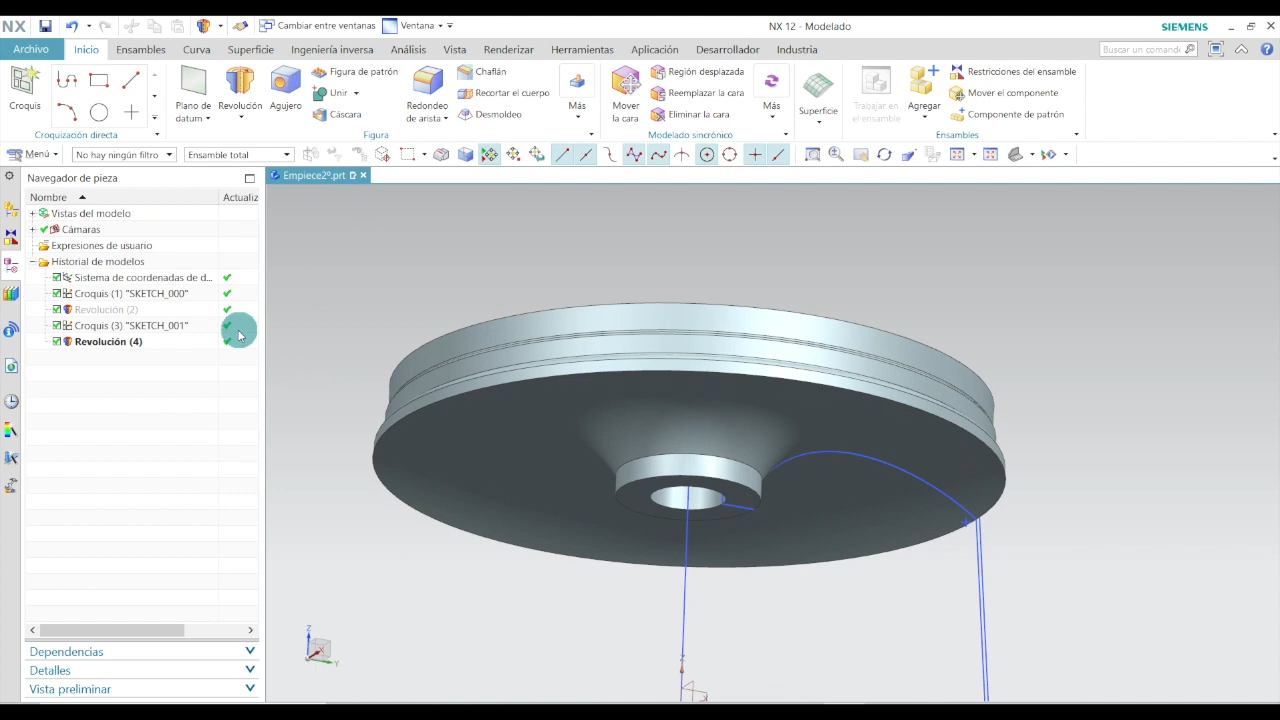 NX
Cambiar entre ventanas
Ventana
NX 12 - Modelado
SIEMENS
Archivo
Inicio
Ensambles
Curva
Superficie
Ingeniería inversa
Análisis
Vista
Renderizar
Herramientas
Aplicación
Desarrollador
Industria
Buscar un comand
Croquis
Plano de datum
Revolución
Agujero
Figura de patrón
Unir
Cáscara
Redondeo de arista
Chaflán
Recortar el cuerpo
Desmoldeo
Más
Mover la cara
Región desplazada
Reemplazar la cara
Eliminar la cara
Más
Superficie
Trabajar en el ensamble
Agregar
Restricciones del ensamble
Mover el componente
Componente de patrón
Croquización directa
Figura
Modelado sincrónico
Ensambles
Menú
No hay ningún filtro
Ensamble total
Navegador de pieza
Empiece2º.prt
Nombre
Actualiz
Vistas del modelo
Cámaras
Expresiones de usuario
Historial de modelos
Sistema de coordenadas de d...
Croquis (1) "SKETCH_000"
Revolución (2)
Croquis (3) "SKETCH_001"
Revolución (4)
Dependencias
Detalles
Vista preliminar
Z
X
Y
Z
X